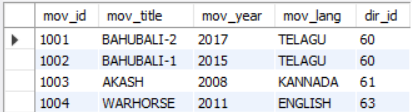 mov_id mov_title mov_year mov_lang dir_id
1001 BAHUBALI-2 2017 TELAGU 60
1002 BAHUBALI-1 2015 TELAGU 60
1003 AKASH 2008 KANNADA 61
1004 WARHORSE 2011 ENGLISH 63